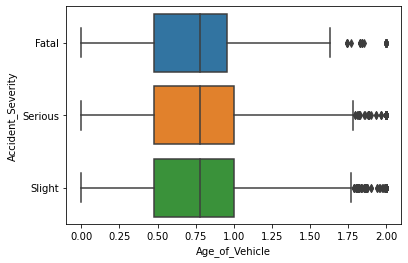 Accident_Severity
Fatal
Serious
Slight
0.00 0.25 0.50 0.75 1.00 1.25 1.50 1.75 2.00
Age_of_Vehicle